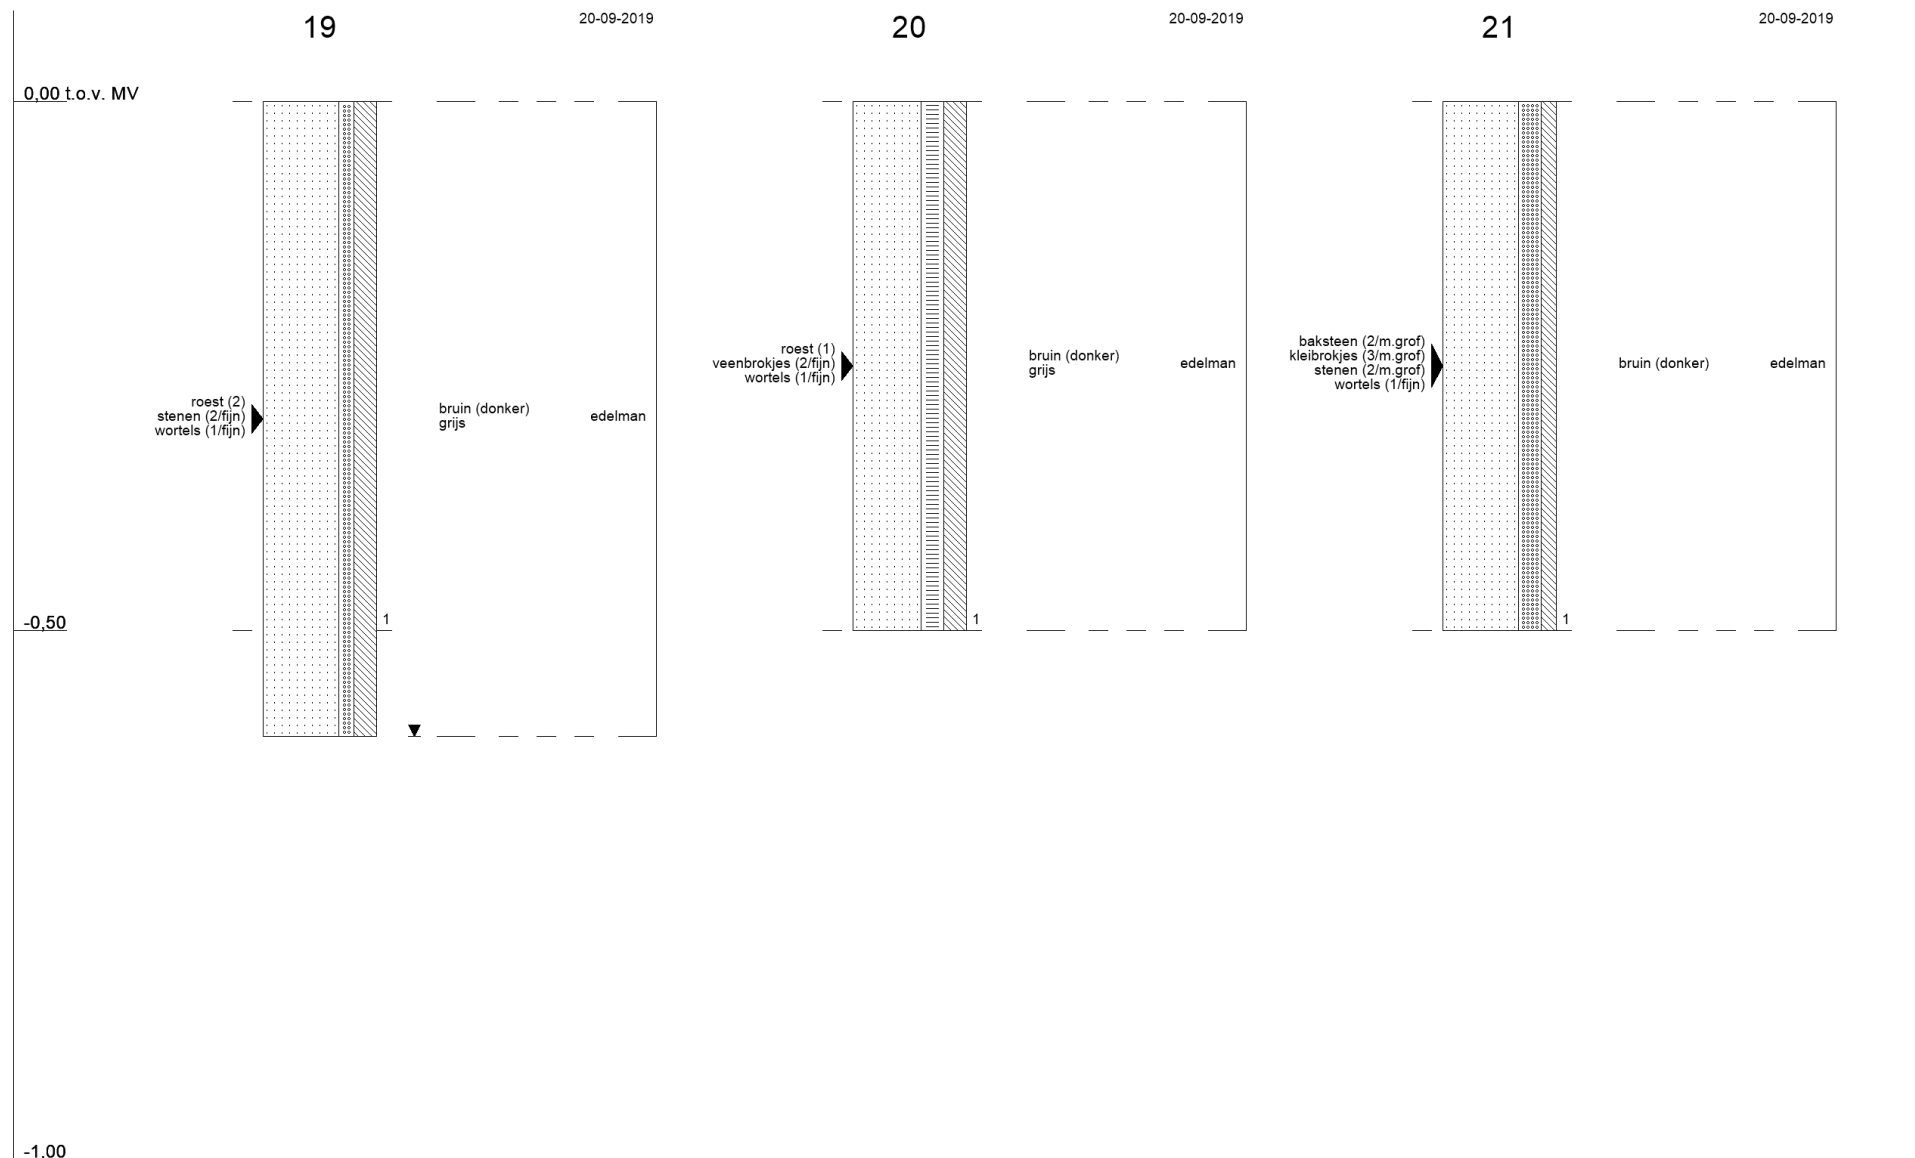 19
20-09-2019
20
20-09-2019
21
20-09-2019
0,00 t.o.v. MV
roest (2)
stenen (2/fijn)
wortels (1/fijn)
bruin (donker)
grijs
edelman
1
roest (1)
veenbrokjes (2/fijn)
wortels (1/fijn)
bruin (donker)
grijs
edelman
1
baksteen (2/m.grof)
kleibrokjes (3/m.grof)
stenen (2/m.grof)
wortels (1/fijn)
bruin (donker)
edelman
1
-0,50
-1,00